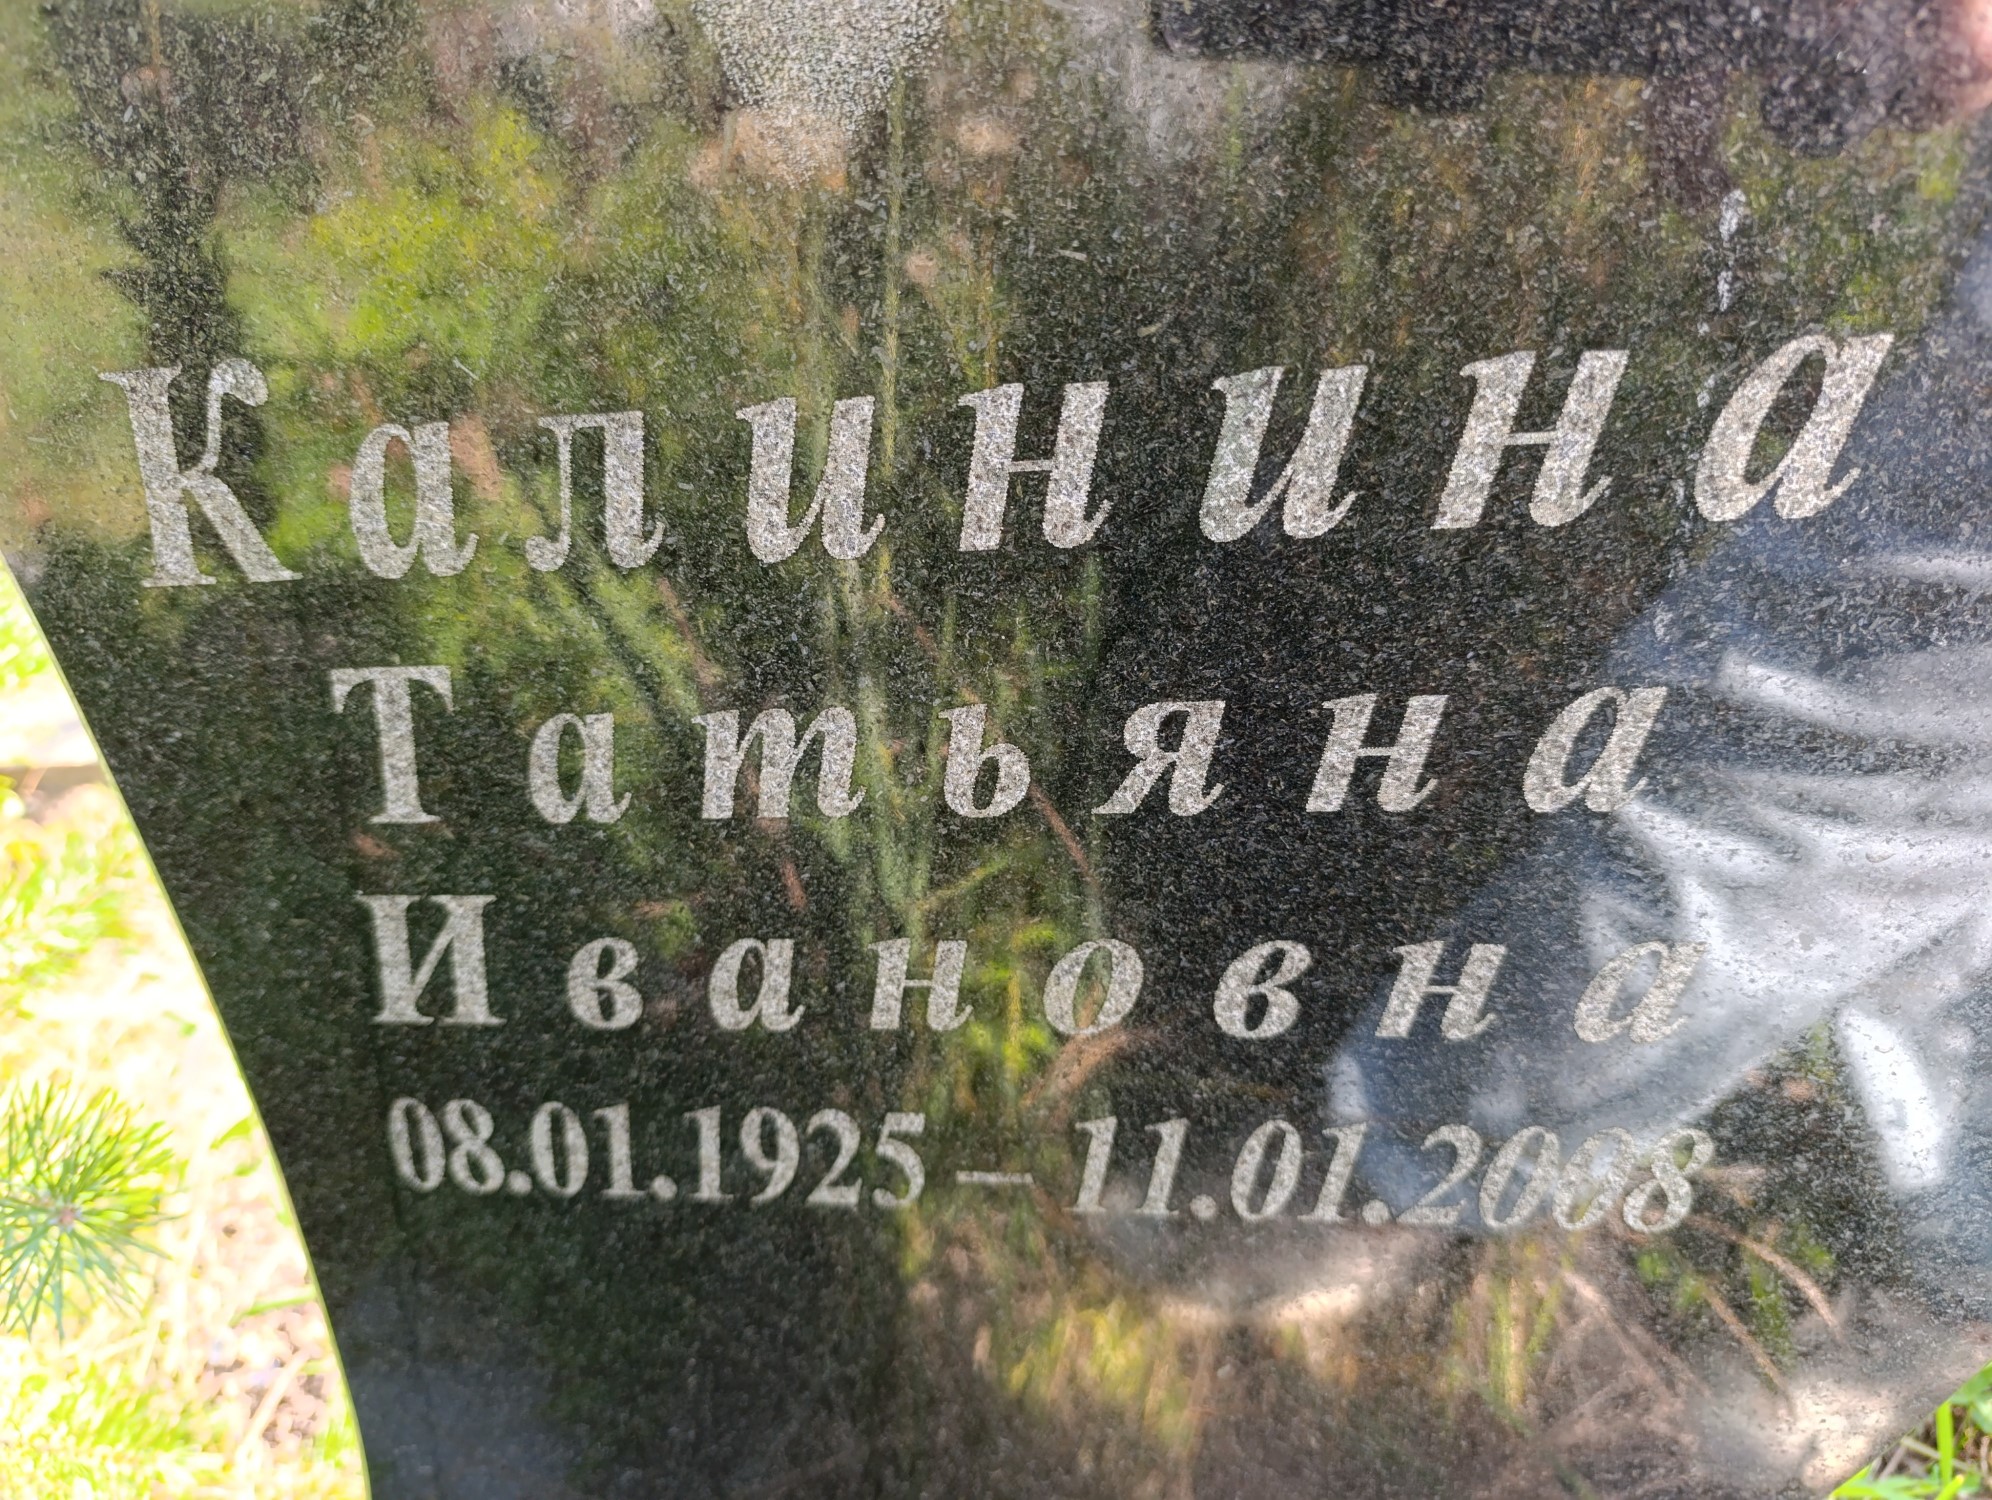 Калинина
Татьяна
Ивановна
08.01.1925 – 11.01.2008